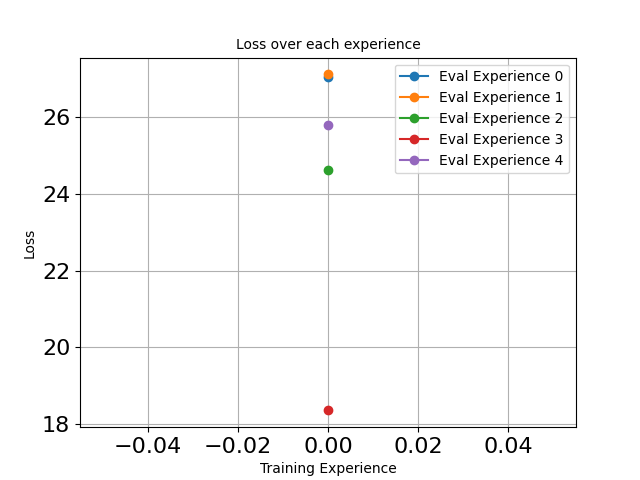 Loss over each experience
Eval Experience 0
Eval Experience 1
Eval Experience 2
Eval Experience 3
Eval Experience 4
26
24
22
20
18
Loss
−0.04 −0.02 0.00 0.02 0.04
Training Experience